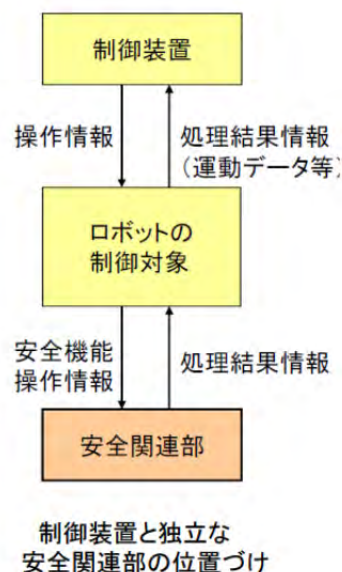 制御装置
操作情報
処理結果情報
(運動データ等)
ロボットの
制御対象
安全機能
操作情報
処理結果情報
安全関連部
制御装置と独立な
安全関連部の位置づけ